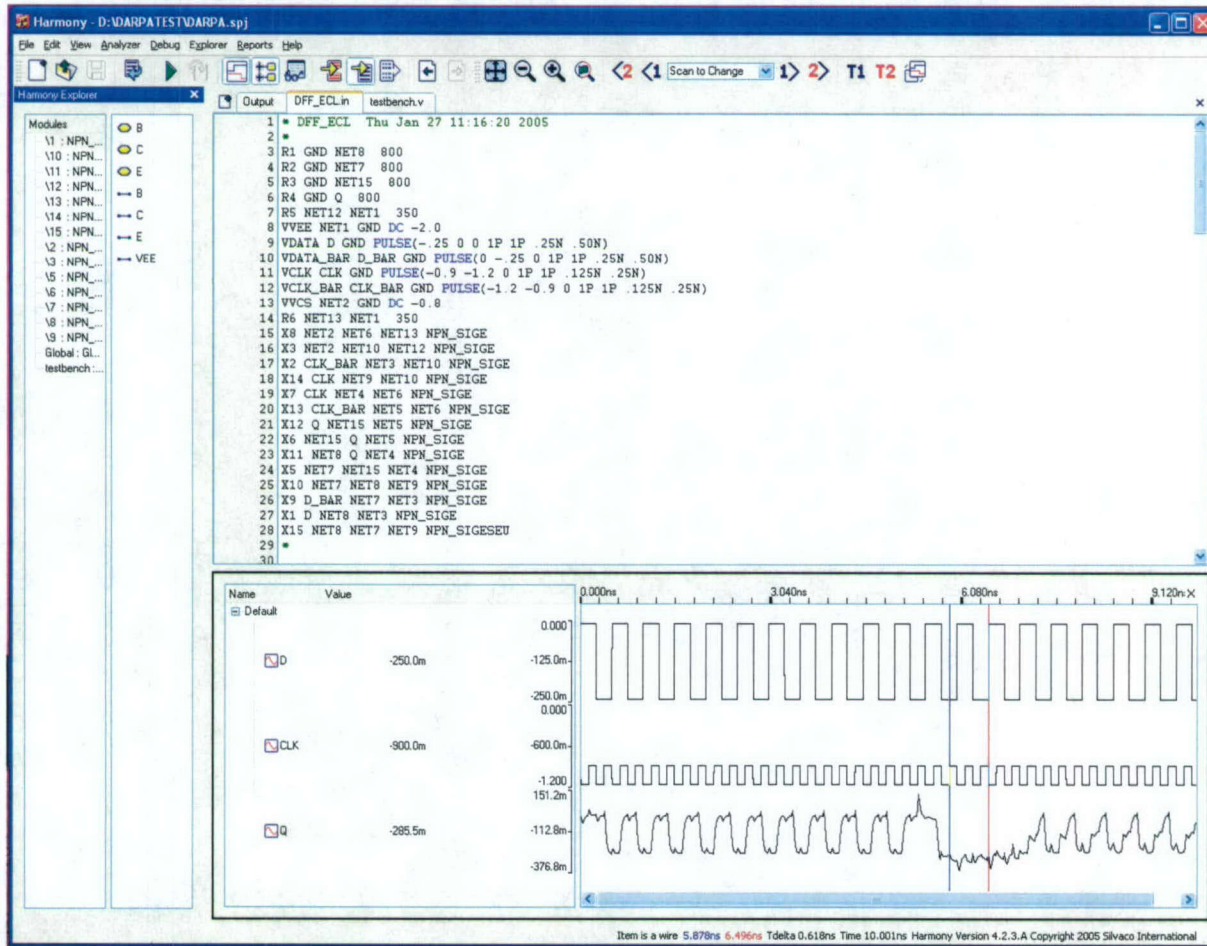 Harmony - D:\DARPATEST\DARPA.spj
File Edit View Analyzer Debug Explorer Reports Help
<2 <1 Scan to Change 1> 2> T1 T2
Harmony Explorer X
Output DFF_ECL.in testbench.v
Modules
\1 : NPN_...
\10 : NPN...
\11 : NPN...
\12 : NPN...
\13 : NPN...
\14 : NPN...
\15 : NPN...
\2 : NPN_...
\3 : NPN_...
\5 : NPN_...
\6 : NPN_...
\7 : NPN_...
\8 : NPN_...
\9 : NPN_...
Global : Gl...
testbench :...
B
C
E
B
C
E
VEE
1 * DFF_ECL Thu Jan 27 11:16:20 2005
2 *
3 R1 GND NET8 800
4 R2 GND NET7 800
5 R3 GND NET15 800
6 R4 GND Q 800
7 R5 NET12 NET1 350
8 VVEE NET1 GND DC -2.0
9 VDATA D GND PULSE(-.25 0 0 1P 1P .25N .50N)
10 VDATA_BAR D_BAR GND PULSE(0 -.25 0 1P 1P .25N .50N)
11 VCLK CLK GND PULSE(-0.9 -1.2 0 1P 1P .125N .25N)
12 VCLK_BAR CLK_BAR GND PULSE(-1.2 -0.9 0 1P 1P .125N .25N)
13 VVCS NET2 GND DC -0.8
14 R6 NET13 NET1 350
15 X8 NET2 NET6 NET13 NPN_SIGE
16 X3 NET2 NET10 NET12 NPN_SIGE
17 X2 CLK_BAR NET3 NET10 NPN_SIGE
18 X14 CLK NET9 NET10 NPN_SIGE
19 X7 CLK NET4 NET6 NPN_SIGE
20 X13 CLK_BAR NET5 NET6 NPN_SIGE
21 X12 Q NET15 NET5 NPN_SIGE
22 X6 NET15 Q NET5 NPN_SIGE
23 X11 NET8 Q NET4 NPN_SIGE
24 X5 NET7 NET15 NET4 NPN_SIGE
25 X10 NET7 NET8 NET9 NPN_SIGE
26 X9 D_BAR NET7 NET3 NPN_SIGE
27 X1 D NET8 NET3 NPN_SIGE
28 X15 NET8 NET7 NET9 NPN_SIGESEU
29 *
30
Name Value
0.000ns 3.040ns 6.080ns 9.120n
Default
0.000
D -250.0m -125.0m
-250.0m
0.000
CLK -900.0m -600.0m
-1.200
151.2m
Q -285.5m -112.8m
-376.8m
Item is a wire 5.878ns 6.496ns Tdelta 0.618ns Time 10.001ns Harmony Version 4.2.3.A Copyright 2005 Silvaco International